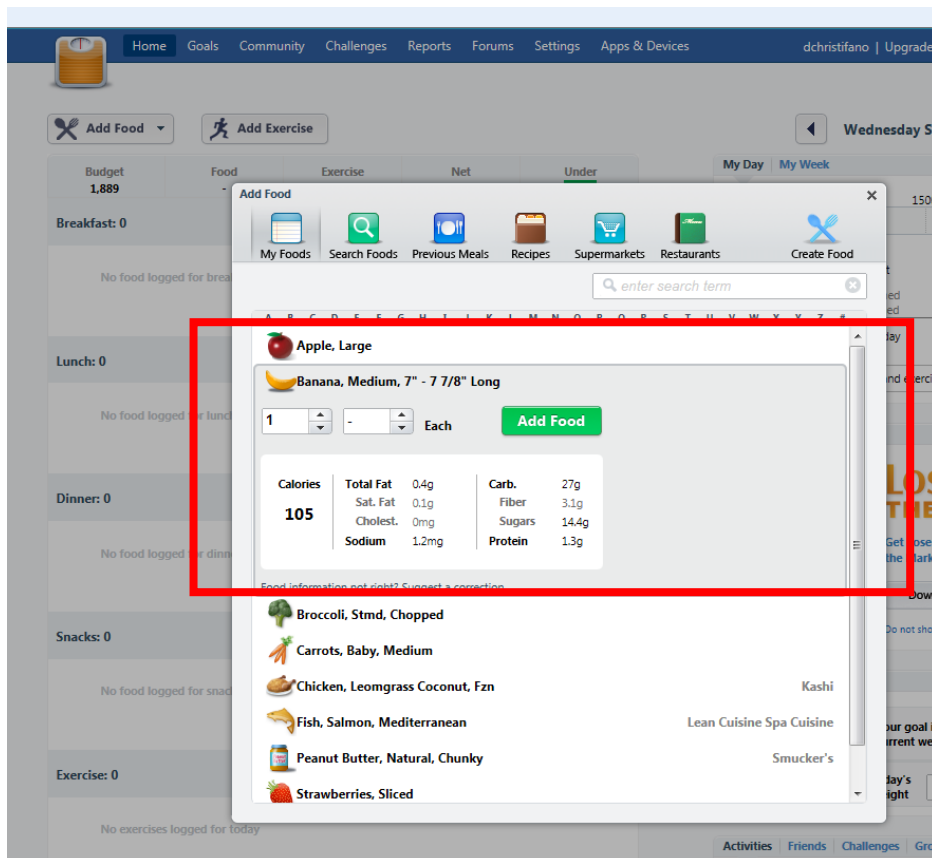 Home Goals Community Challenges Reports Forums Settings Apps & Devices dchristifano | Upgrade
Add Food Add Exercise Wednesday S
Budget Food Exercise Net Under My Day My Week
1,889 -
Add Food
150
Breakfast: 0
My Foods Search Foods Previous Meals Recipes Supermarkets Restaurants Create Food
No food logged for brea
enter search term
A B C D E F G H I J K L M N O P Q R S T U V W X Y Z #
Apple, Large
Lunch: 0
Banana, Medium, 7" - 7 7/8" Long
No food logged for lunc
1 - Each Add Food
Calories Total Fat 0.4g Carb. 27g
Sat. Fat 0.1g Fiber 3.1g
105 Cholest. 0mg Sugars 14.4g
Sodium 1.2mg Protein 1.3g
Dinner: 0
No food logged for dinn
Food information not right? Suggest a correction
Broccoli, Stmd, Chopped
Snacks: 0
Do not sho
Carrots, Baby, Medium
No food logged for snac
Chicken, Leomgrass Coconut, Fzn Kashi
Fish, Salmon, Mediterranean Lean Cuisine Spa Cuisine
Peanut Butter, Natural, Chunky Smucker's
Exercise: 0
Strawberries, Sliced
No exercises logged for today
Activities Friends Challenges Gro